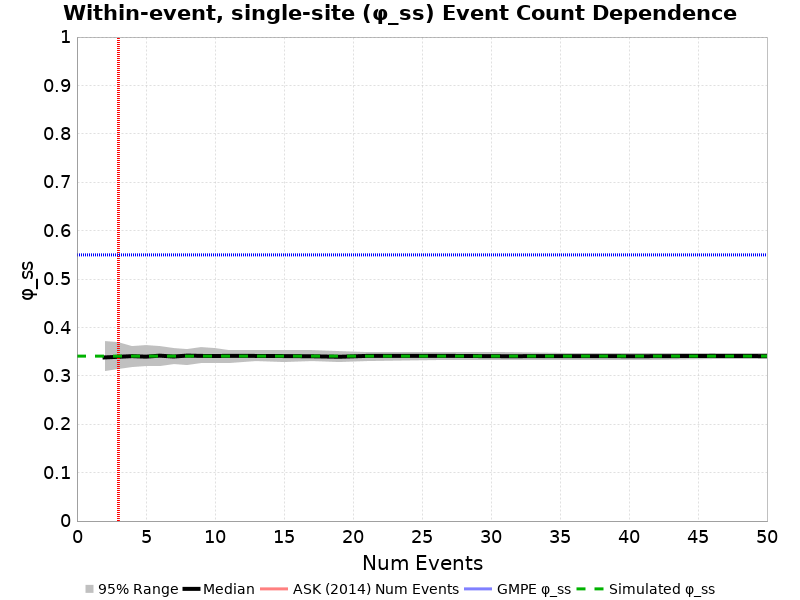 Within-event, single-site (φ_ss) Event Count Dependence
1
0.9
0.8
0.7
0.6
0.5
0.4
0.3
0.2
0.1
0
φ_ss
0 5 10 15 20 25 30 35 40 45 50
Num Events
95% Range Median ASK (2014) Num Events GMPE φ_ss Simulated φ_ss